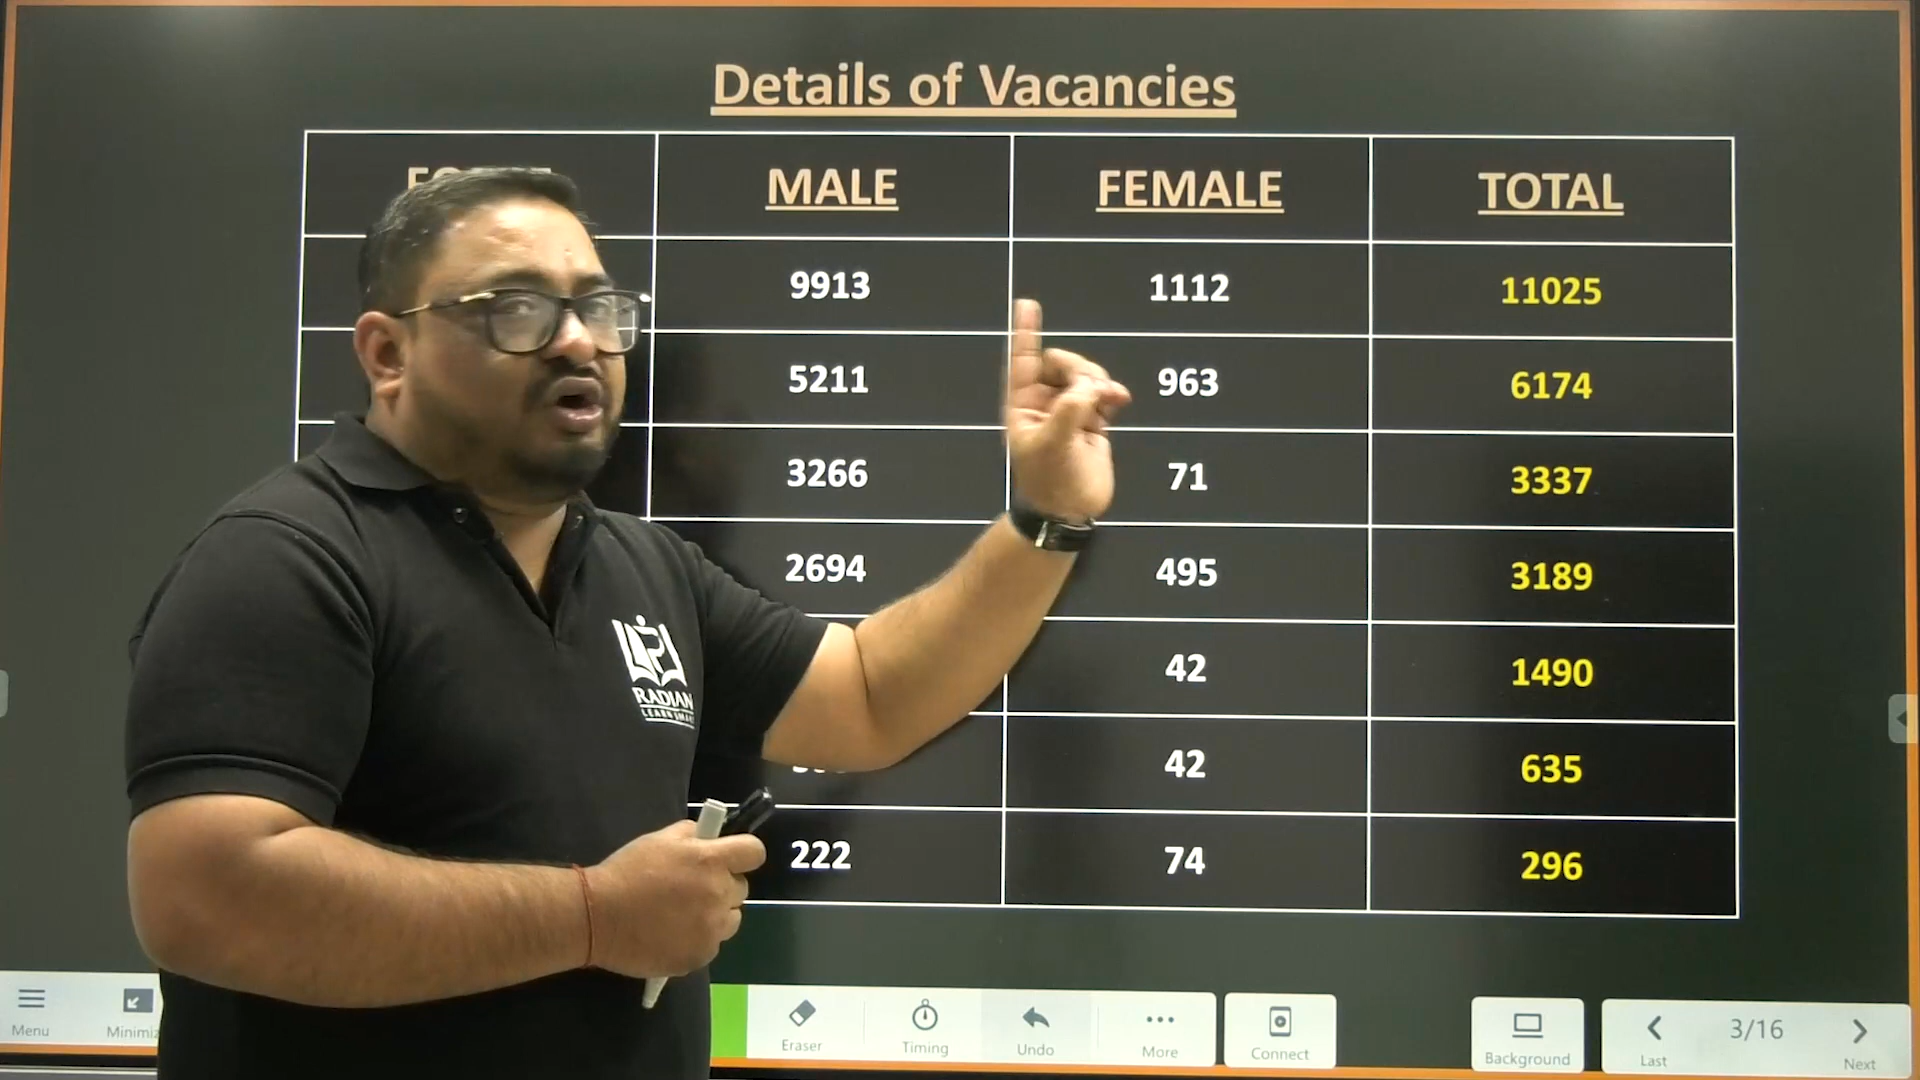 Details of Vacancies
MALE FEMALE TOTAL
9913 1112 11025
5211 963 6174
3266 71 3337
2694 495 3189
42 1490
42 635
222 74 296
RADIAN
Menu
Eraser
Timing
Undo
More
Connect
Background
Last
3/16
Next